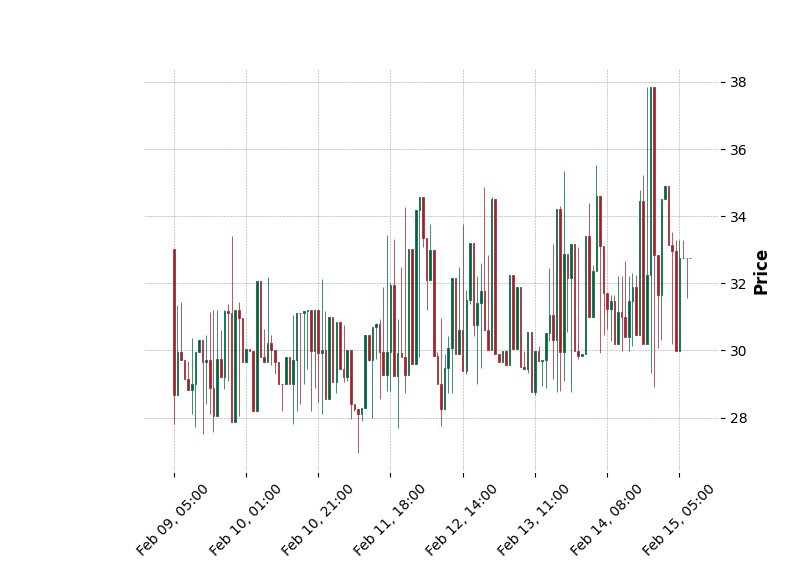 38
36
34
32
30
28
Price
Feb 09, 05:00
Feb 10, 01:00
Feb 10, 21:00
Feb 11, 18:00
Feb 12, 14:00
Feb 13, 11:00
Feb 14, 08:00
Feb 15, 05:00